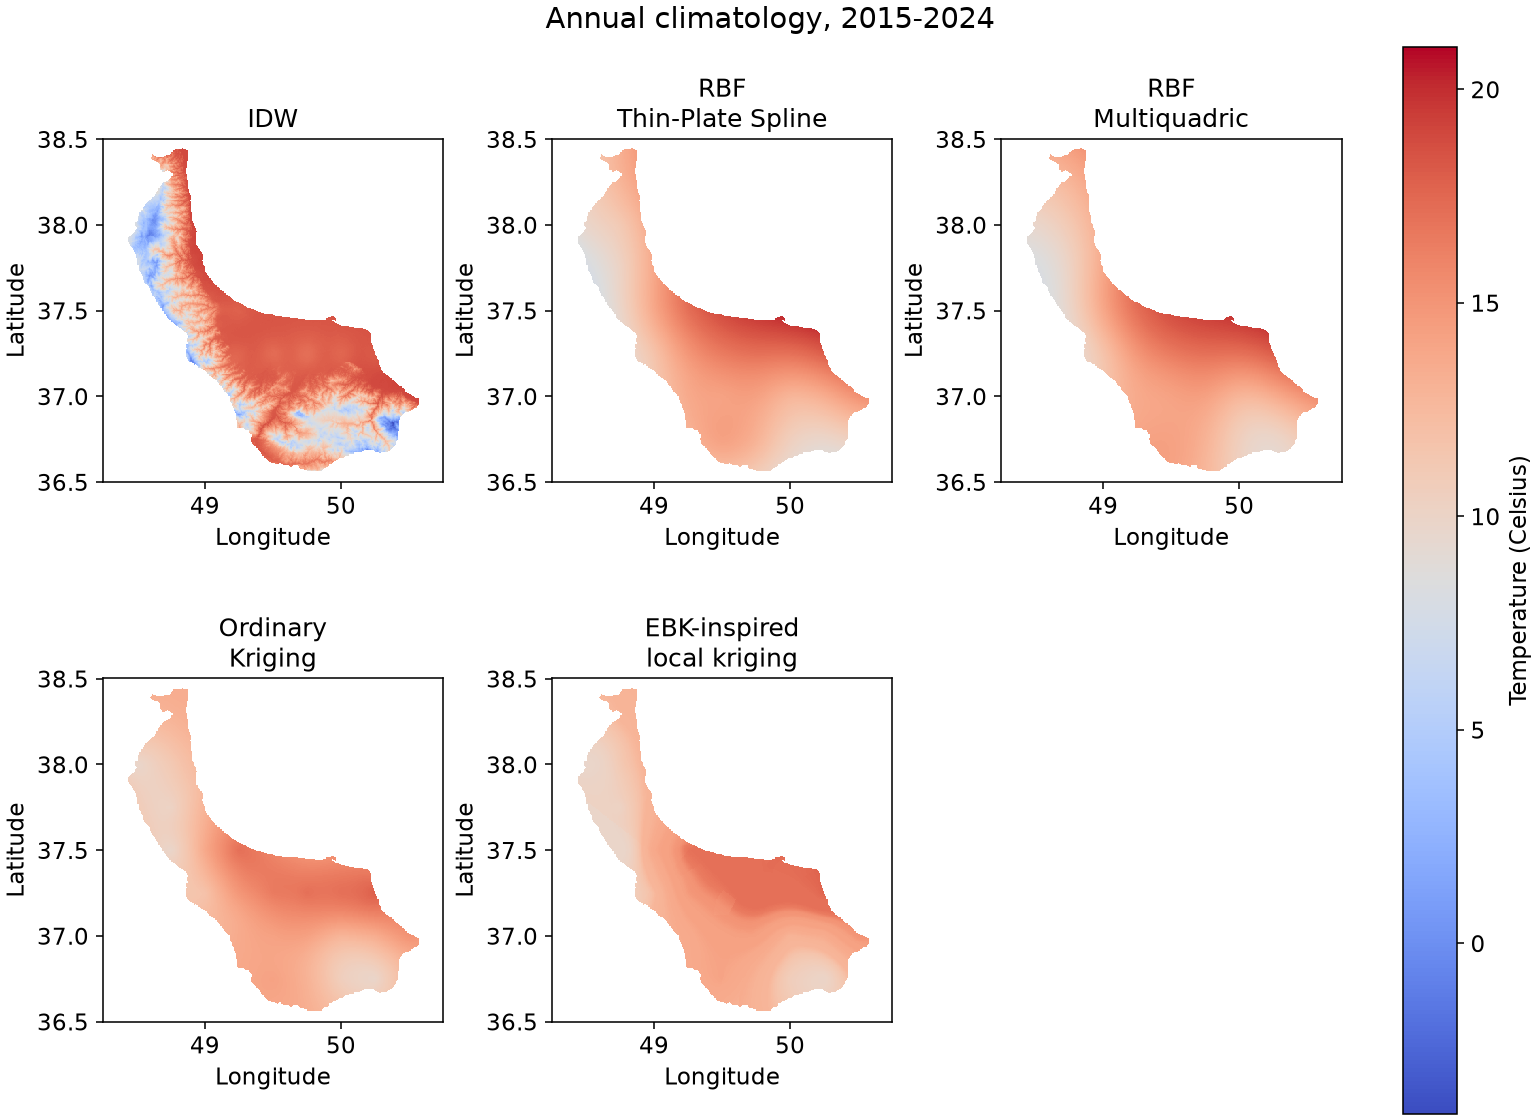 Annual climatology, 2015-2024
IDW
38.5
38.0
37.5
37.0
36.5
Latitude
49
50
Longitude
RBF
Thin-Plate Spline
38.5
38.0
37.5
37.0
36.5
Latitude
49
50
Longitude
RBF
Multiquadric
38.5
38.0
37.5
37.0
36.5
Latitude
49
50
Longitude
Ordinary
Kriging
38.5
38.0
37.5
37.0
36.5
Latitude
49
50
Longitude
EBK-inspired
local kriging
38.5
38.0
37.5
37.0
36.5
Latitude
49
50
Longitude
20
15
10
5
0
Temperature (Celsius)